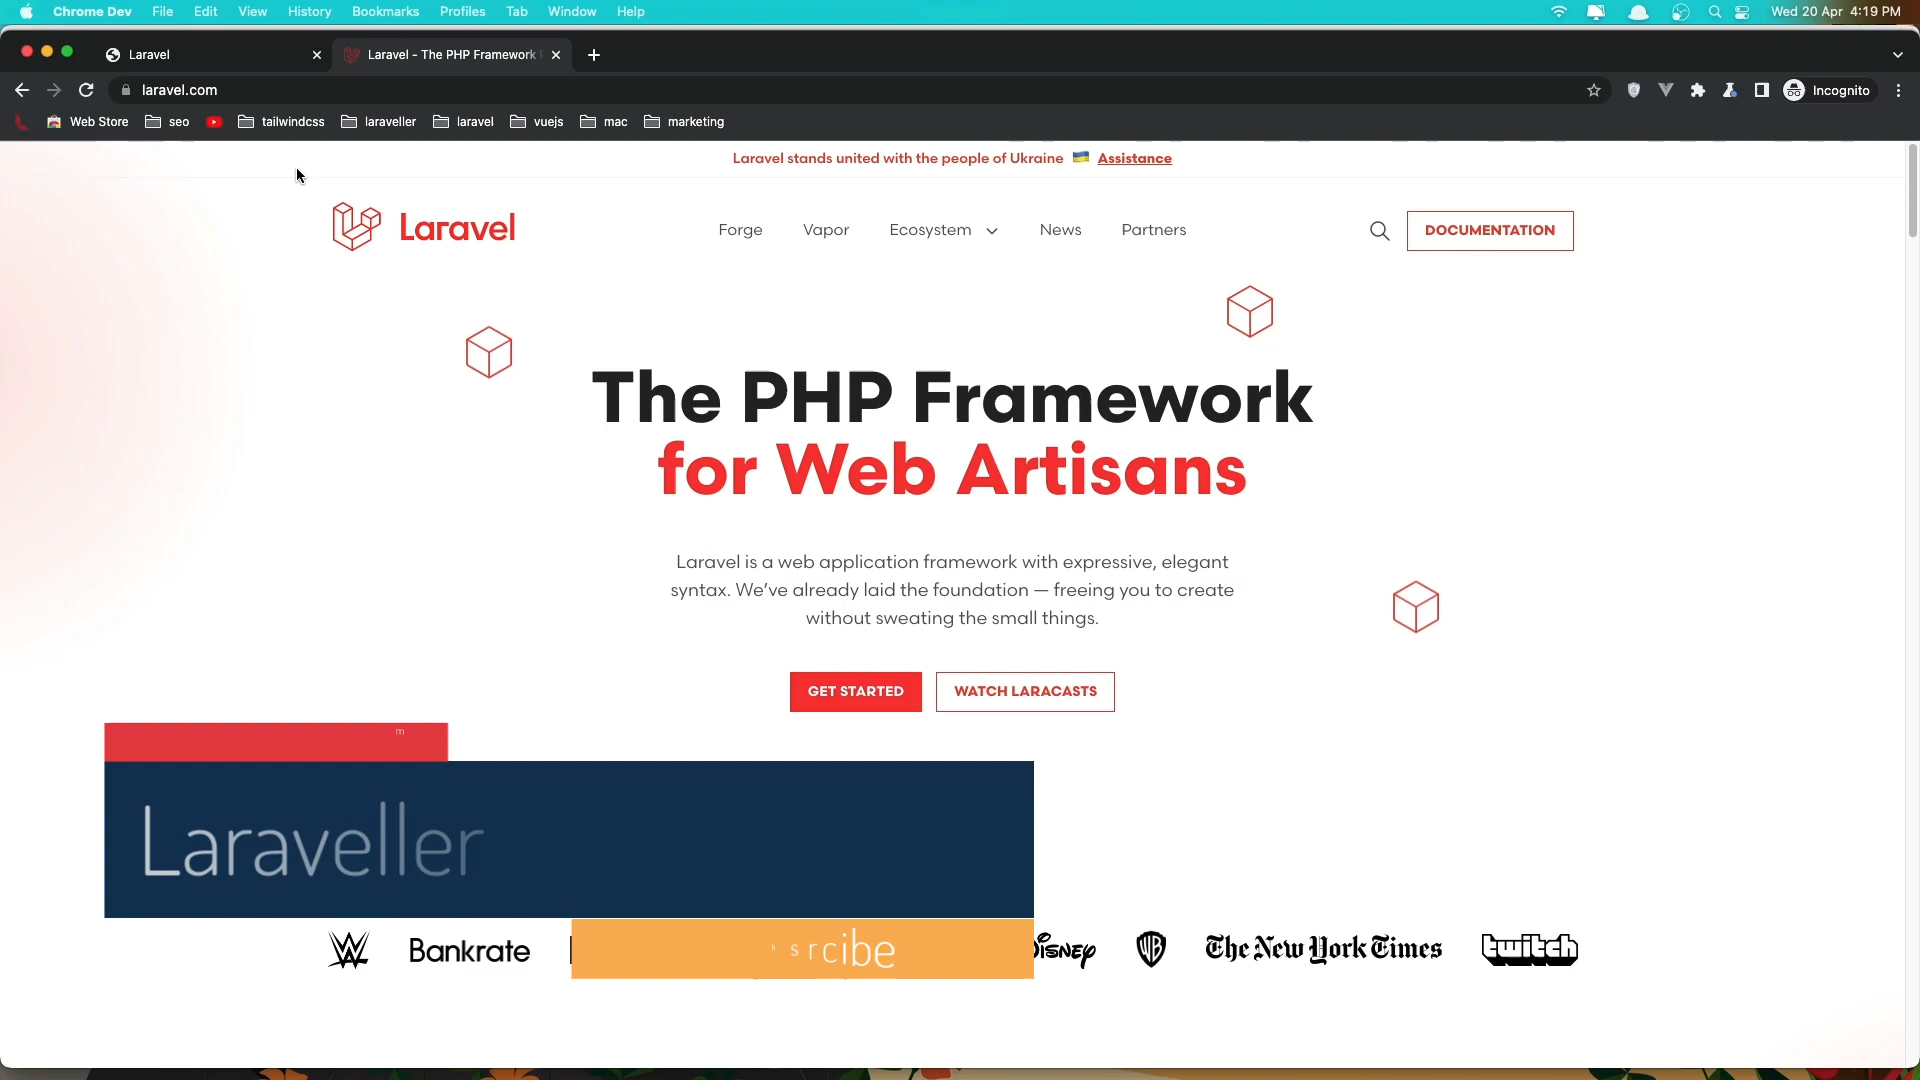 Chrome Dev File Edit View History Bookmarks Profiles Tab Window Help Wed 20 Apr 4:19 PM
Laravel Laravel - The PHP Framework
laravel.com Incognito
Web Store seo tailwindcss laraveller laravel vuejs mac marketing
Laravel stands united with the people of Ukraine Assistance
Laravel Forge Vapor Ecosystem News Partners DOCUMENTATION
The PHP Framework
for Web Artisans
Laravel is a web application framework with expressive, elegant
syntax. We've already laid the foundation — freeing you to create
without sweating the small things.
GET STARTED WATCH LARACASTS
m
Laraveller
W Bankrate s rcibe Disney WB The New York Times twitch